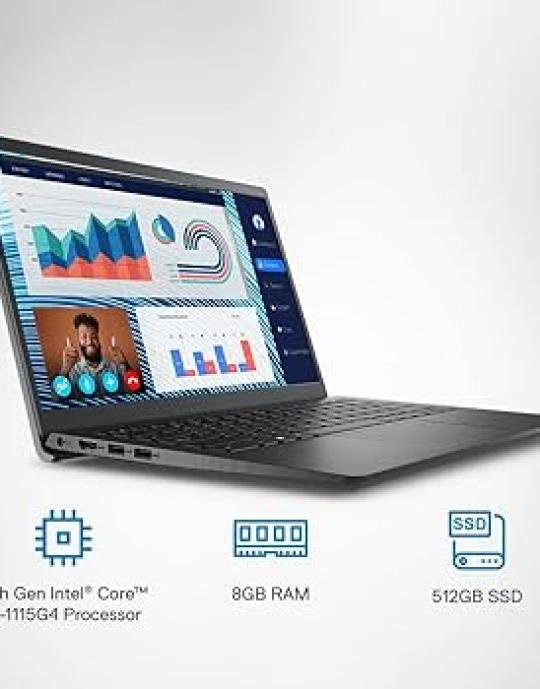 h Gen Intel® Core™
-1115G4 Processor
8GB RAM
SSD
512GB SSD